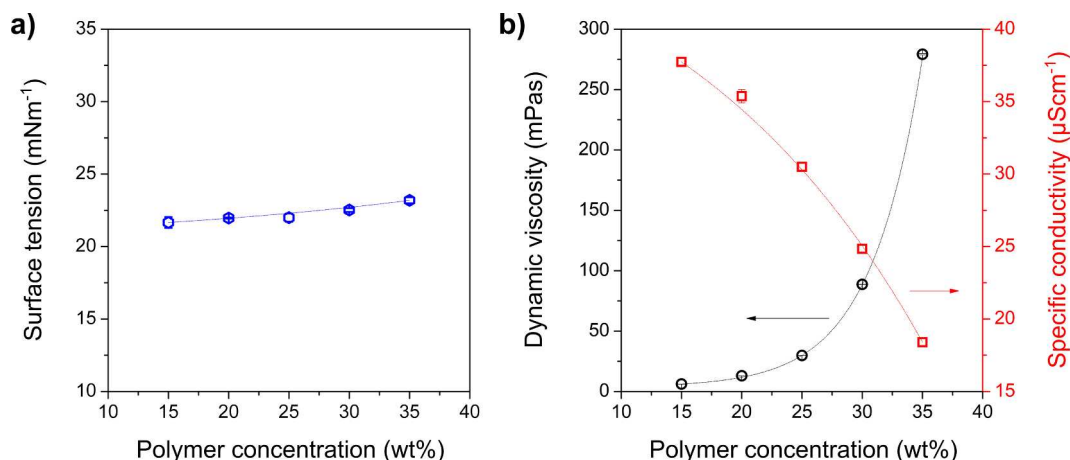 a)
35
30
25
20
15
10
Surface tension (mNm⁻¹)
10 15 20 25 30 35 40
Polymer concentration (wt%)
b)
300
250
200
150
100
50
0
Dynamic viscosity (mPas)
40
35
30
25
20
15
Specific conductivity (µScm⁻¹)
10 15 20 25 30 35 40
Polymer concentration (wt%)